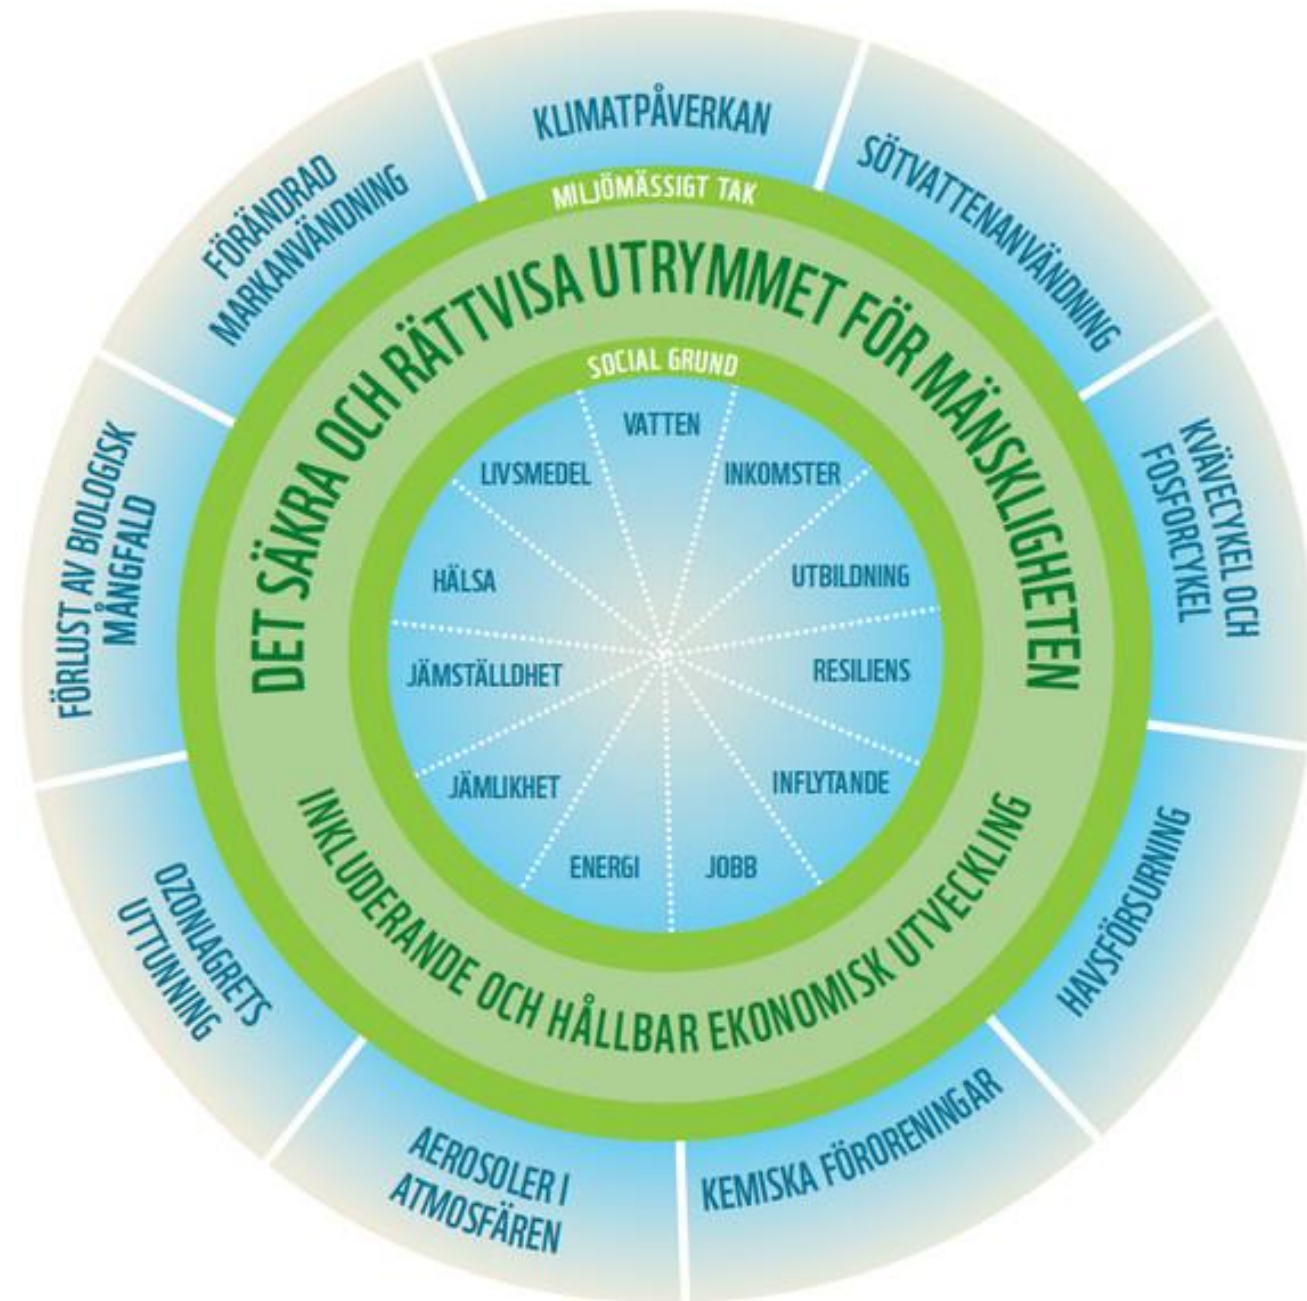 KLIMATPÅVERKAN
SÖTVATTENANVÄNDNING
KVÄVECYKEL OCH
FOSFORCYKEL
HAVSFÖRSURNING
KEMISKA FÖRORENINGAR
AEROSOLER I
ATMOSFÄREN
OZONLAGRETS
UTTUNNING
FÖRLUST AV BIOLOGISK
MÅNGFALD
FÖRÄNDRAD
MARKANVÄNDNING
MILJÖMÄSSIGT TAK
DET SÄKRA OCH RÄTTVISA UTRYMMET FÖR MÄNSKLIGHETEN
INKLUDERANDE OCH HÅLLBAR EKONOMISK UTVECKLING
SOCIAL GRUND
VATTEN
INKOMSTER
UTBILDNING
RESILIENS
INFLYTANDE
JOBB
ENERGI
JÄMLIKHET
JÄMSTÄLLDHET
HÄLSA
LIVSMEDEL